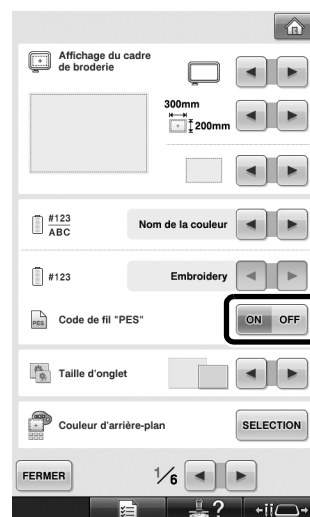 Affichage du cadre
de broderie
300mm
200mm
#123
ABC
Nom de la couleur
#123
Embroidery
PES
Code de fil "PES"
ON OFF
Taille d'onglet
Couleur d'arrière-plan
SELECTION
FERMER
1/6
?